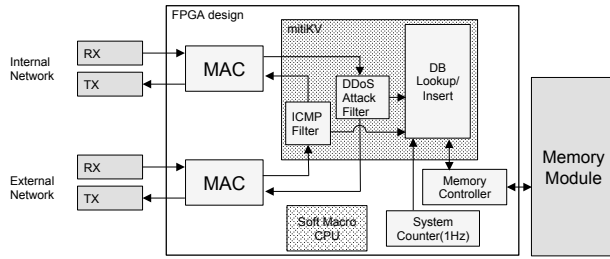 FPGA design
mitiKV
Internal
Network
RX
TX
MAC
DDoS
Attack
Filter
DB
Lookup/
Insert
ICMP
Filter
External
Network
RX
TX
MAC
Memory
Controller
Memory
Module
Soft Macro
CPU
System
Counter(1Hz)